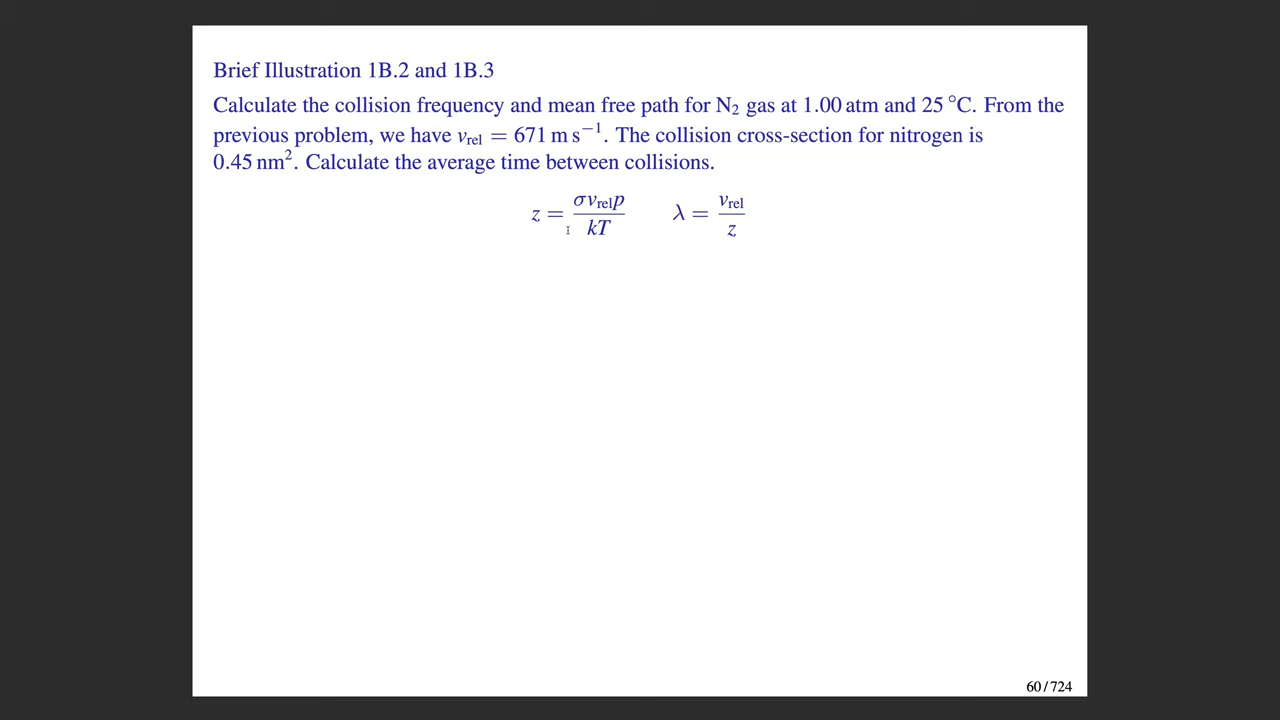 Brief Illustration 1B.2 and 1B.3
Calculate the collision frequency and mean free path for N₂ gas at 1.00 atm and 25 °C. From the
previous problem, we have v_rel = 671 m s⁻¹. The collision cross-section for nitrogen is
0.45 nm². Calculate the average time between collisions.
z = σv_rel p / kT    λ = v_rel / z
60 / 724